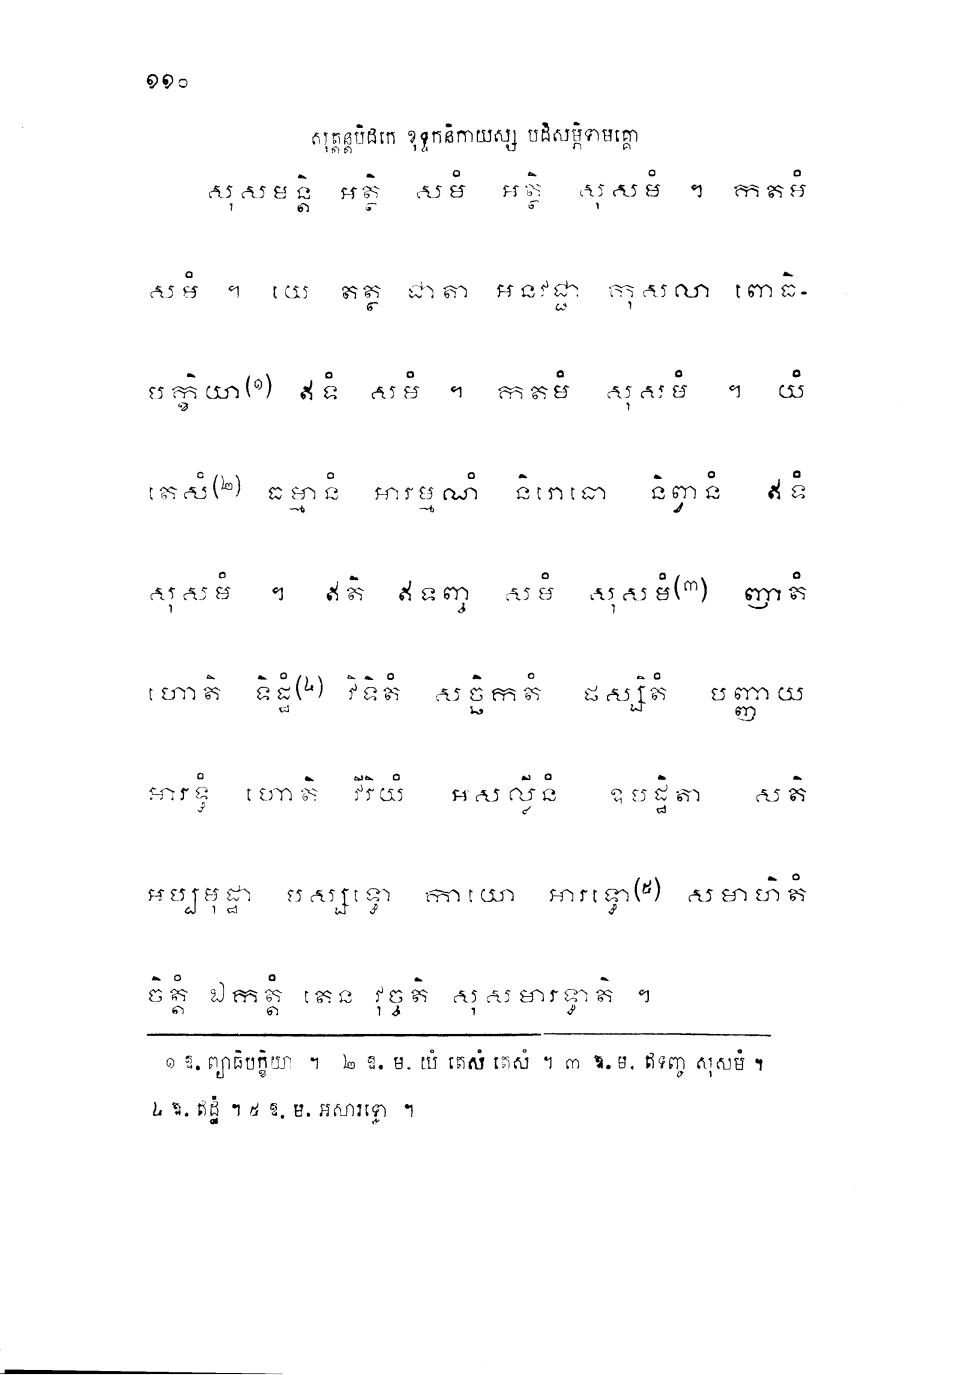 ១១០
សុត្តន្តបិដកេ ខុទ្ទកនិកាយស្ស បដិសម្ភិទាមគ្គោ
សុសមន្តិ អត្ថិ សមំ អត្ថិ សុសមំ ។ កតមំ
សមំ ។ យេ តត្ថ ជាតា អនវជ្ជា កុសលា ពោធិ-
បក្ខិយា(១) ឥទំ សមំ ។ កតមំ សុសមំ ។ យំ
តេសំ(២) ធម្មានំ អារម្មណំ និរោធោ និព្វានំ ឥទំ
សុសមំ ។ ឥតិ ឥទញ្ច សមំ សុសមំ(៣) ញាតំ
ហោតិ ទិដ្ឋំ(៤) វិទិតំ សច្ឆិកតំ ផស្សិតំ បញ្ញាយ
អារទ្ធំ ហោតិ វីរិយំ អសល្លីនំ ឧបដ្ឋិតា សតិ
អប្បមុដ្ឋា បស្សទ្ធោ កាយោ អារទ្ធោ(៥) សមាហិតំ
ចិត្តំ ឯកត្តំ តេន វុច្ចតិ សុសមារទ្ធាតិ ។
១ ឱ. ព្យាធិបក្ខិយា ។ ២ ឱ. ម. យំ តេសំ តេសំ ។ ៣ ឱ. ម. ឥទញ្ច សុសមំ ។
៤ ឱ. ឥដ្ឋំ ។ ៥ ឱ. ម. អសារទ្ធោ ។